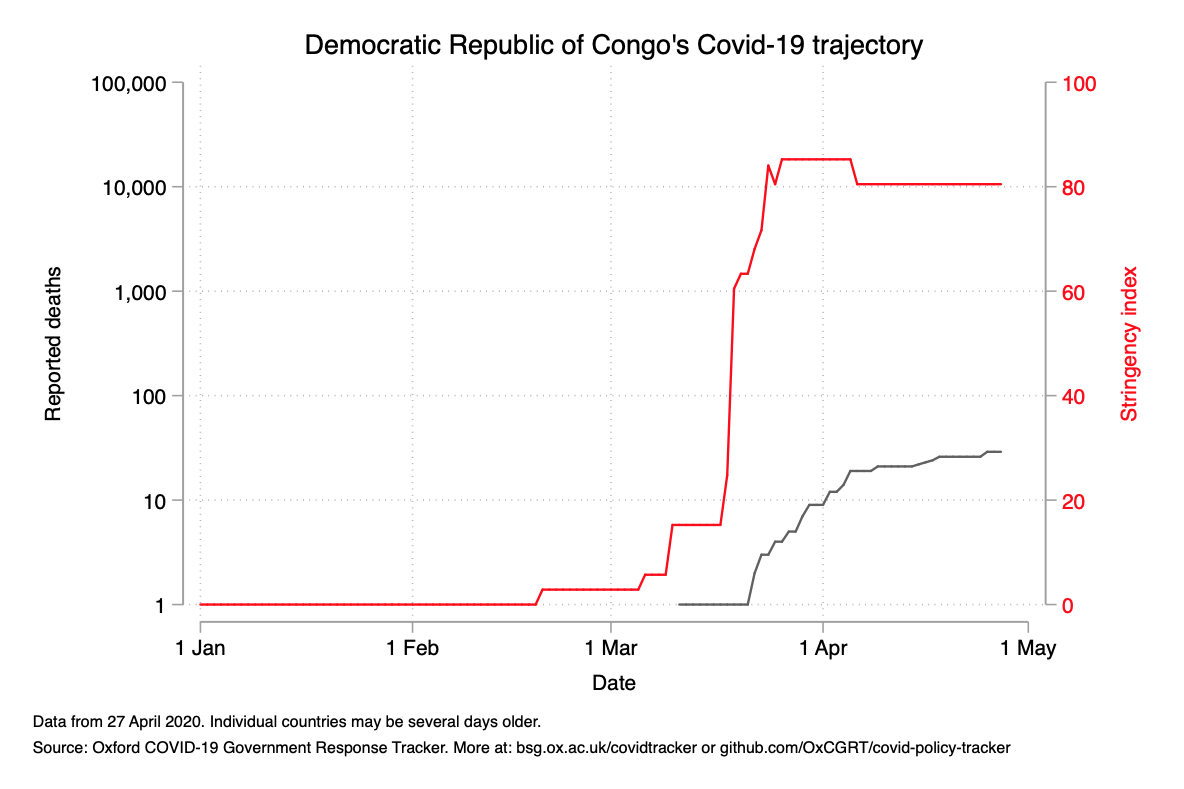 Democratic Republic of Congo's Covid-19 trajectory
100,000
10,000
1,000
100
10
1
Reported deaths
100
80
60
40
20
0
Stringency index
1 Jan
1 Feb
1 Mar
1 Apr
1 May
Date
Data from 27 April 2020. Individual countries may be several days older.
Source: Oxford COVID-19 Government Response Tracker. More at: bsg.ox.ac.uk/covidtracker or github.com/OxCGRT/covid-policy-tracker